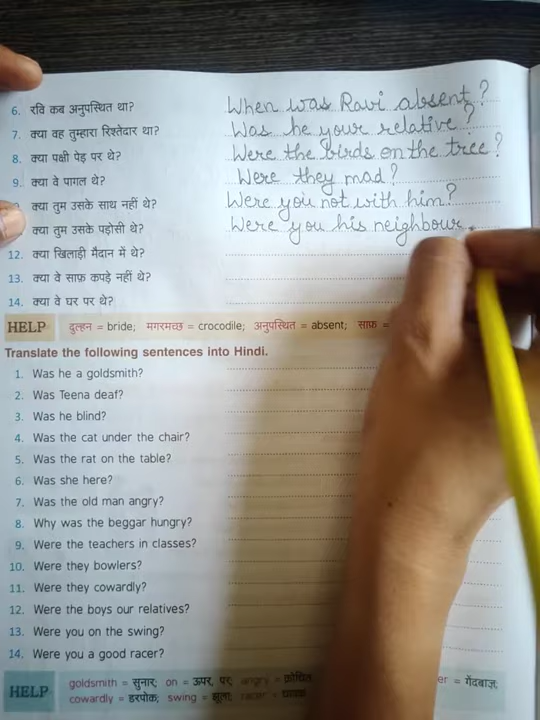 6. रवि कब अनुपस्थित था? When was Ravi absent?
7. क्या वह तुम्हारा रिश्तेदार था? Was he your relative?
8. क्या पक्षी पेड़ पर थे? Were the birds on the tree?
9. क्या वे पागल थे? Were they mad?
क्या तुम उसके साथ नहीं थे? Were you not with him?
क्या तुम उसके पड़ोसी थे? Were you his neighbour
12. क्या खिलाड़ी मैदान में थे?
13. क्या वे साफ़ कपड़े नहीं थे?
14. क्या वे घर पर थे?
HELP दुल्हन = bride; मगरमच्छ = crocodile; अनुपस्थित = absent; साफ़ =
Translate the following sentences into Hindi.
1. Was he a goldsmith?
2. Was Teena deaf?
3. Was he blind?
4. Was the cat under the chair?
5. Was the rat on the table?
6. Was she here?
7. Was the old man angry?
8. Why was the beggar hungry?
9. Were the teachers in classes?
10. Were they bowlers?
11. Were they cowardly?
12. Were the boys our relatives?
13. Were you on the swing?
14. Were you a good racer?
HELP goldsmith = सुनार; on = ऊपर, पर; angry = क्रोधित er = गेंदबाज़;
cowardly = डरपोक; swing = झूला; racer = धावक